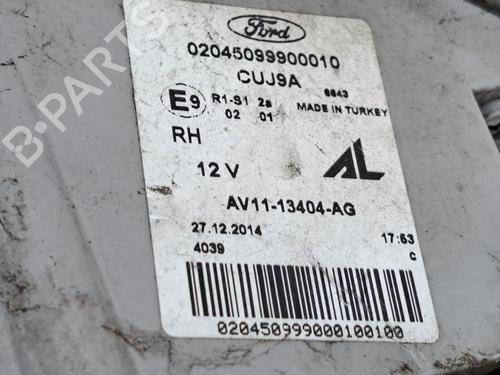 Ford
02045099900010
CUJ9A
E9 R1-S1 2a 6843
02 01 MADE IN TURKEY
RH
12 V AL
AV11-13404-AG
27.12.2014 17:53
4039 c
020450999000100100
B-PARTS